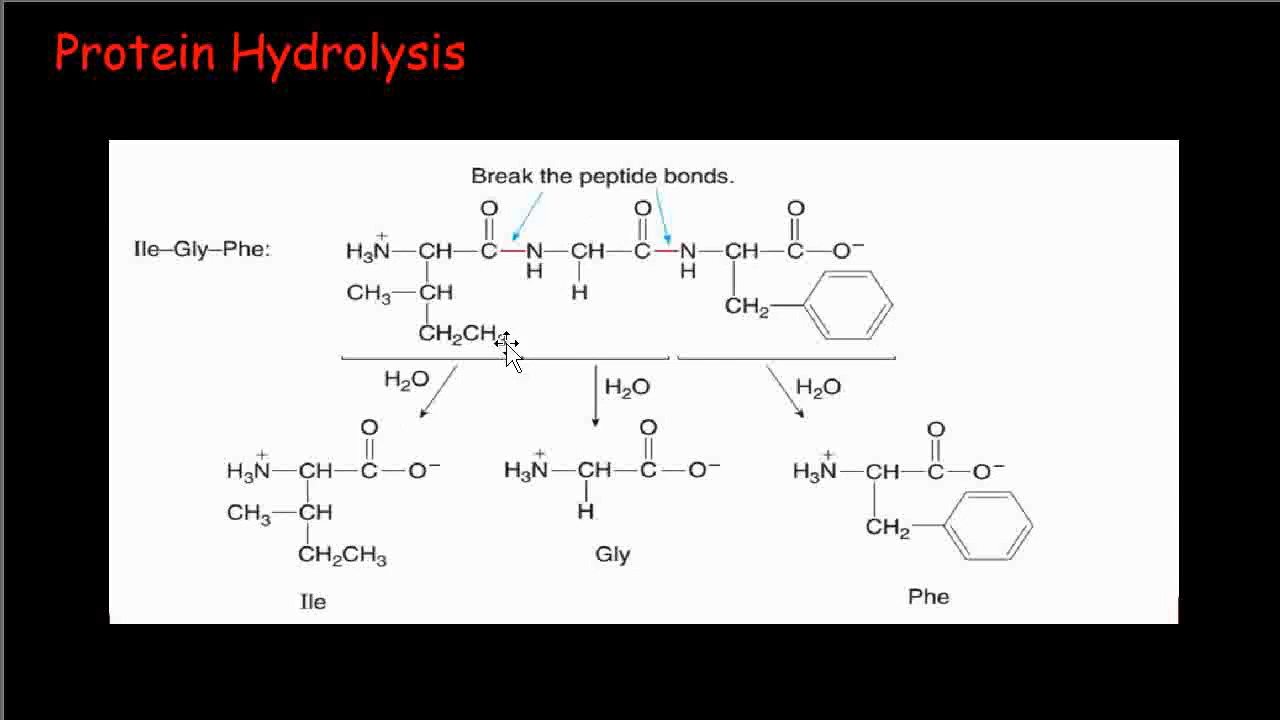 Protein Hydrolysis
Break the peptide bonds.
O O O
Ile–Gly–Phe: H₃N⁺—CH—C—N—CH—C—N—CH—C—O⁻
H H
CH₃—CH H
CH₂
CH₂CH₃
H₂O H₂O H₂O
O O O
H₃N⁺—CH—C—O⁻ H₃N⁺—CH—C—O⁻ H₃N⁺—CH—C—O⁻
CH₃—CH H
CH₂
CH₂CH₃ Gly
Ile Phe